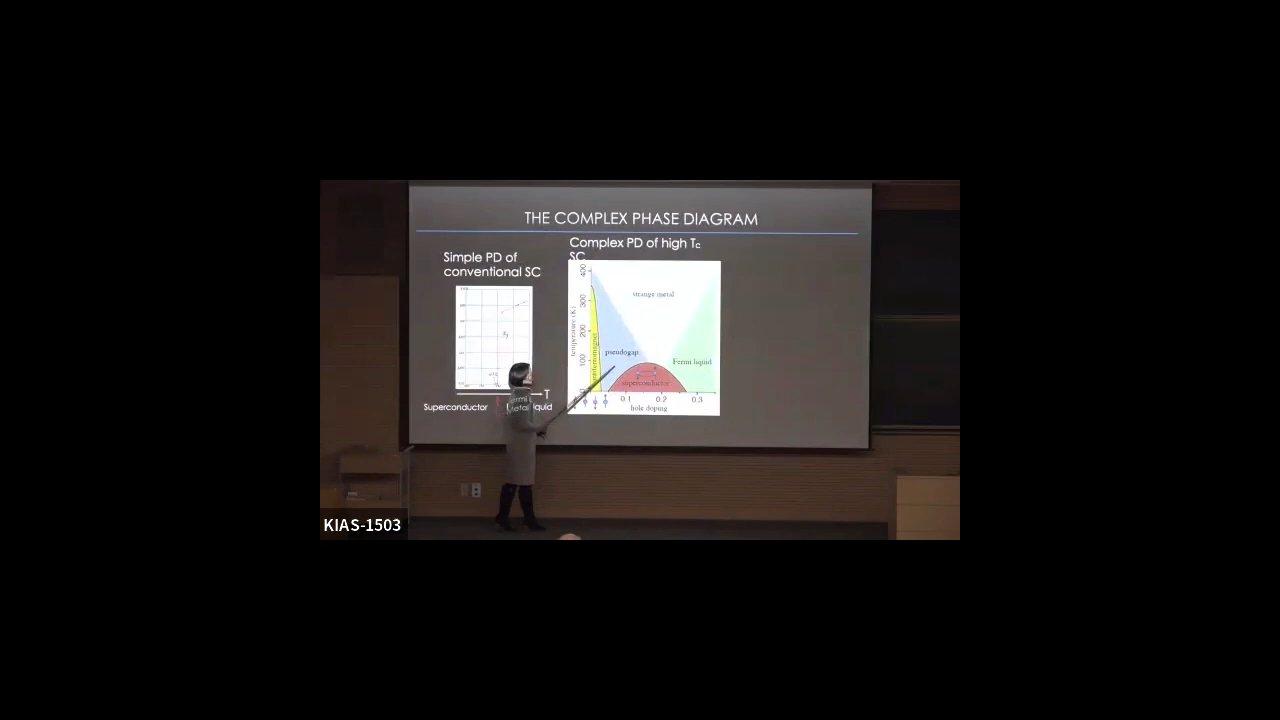 THE COMPLEX PHASE DIAGRAM
Complex PD of high Tc
SC
Simple PD of
conventional SC
400
300
200
100
temperature (K)
strange metal
antiferromagnet
pseudogap
Fermi liquid
superconductor
0.1 0.2 0.3
hole doping
T
Superconductor
Fermi
Metal liquid
KIAS-1503